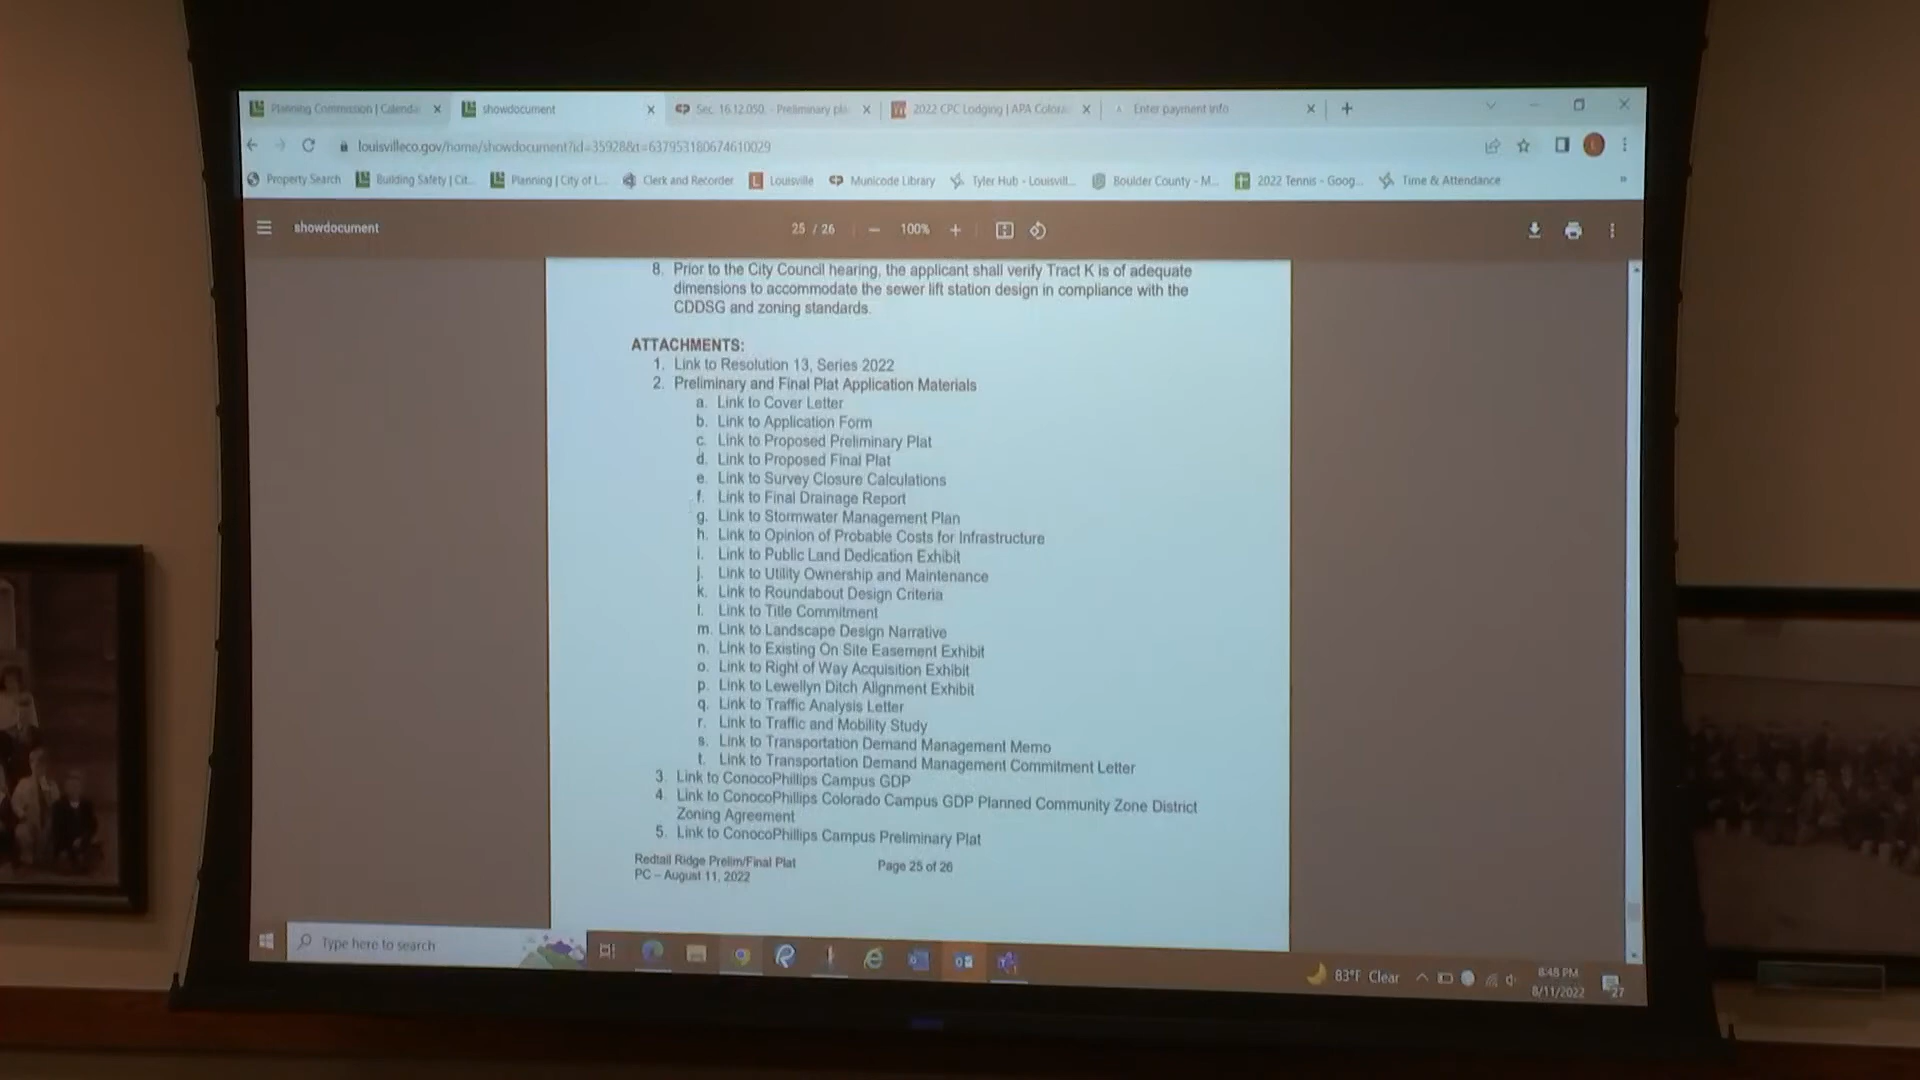 Planning Commission | Calenda
showdocument
Sec. 16.12.050. - Preliminary pla
2022 CPC Lodging | APA Colora
Enter payment info
louisvilleco.gov/home/showdocument?id=35928&t=637953180674610029
Property Search
Building Safety | Cit...
Planning | City of L...
Clerk and Recorder
Louisville
Municode Library
Tyler Hub - Louisvill...
Boulder County - M...
2022 Tennis - Goog...
Time & Attendance
showdocument
25 / 26
100%
8. Prior to the City Council hearing, the applicant shall verify Tract K is of adequate
dimensions to accommodate the sewer lift station design in compliance with the
CDDSG and zoning standards.
ATTACHMENTS:
1. Link to Resolution 13, Series 2022
2. Preliminary and Final Plat Application Materials
a. Link to Cover Letter
b. Link to Application Form
c. Link to Proposed Preliminary Plat
d. Link to Proposed Final Plat
e. Link to Survey Closure Calculations
f. Link to Final Drainage Report
g. Link to Stormwater Management Plan
h. Link to Opinion of Probable Costs for Infrastructure
i. Link to Public Land Dedication Exhibit
j. Link to Utility Ownership and Maintenance
k. Link to Roundabout Design Criteria
l. Link to Title Commitment
m. Link to Landscape Design Narrative
n. Link to Existing On Site Easement Exhibit
o. Link to Right of Way Acquisition Exhibit
p. Link to Lewellyn Ditch Alignment Exhibit
q. Link to Traffic Analysis Letter
r. Link to Traffic and Mobility Study
s. Link to Transportation Demand Management Memo
t. Link to Transportation Demand Management Commitment Letter
3. Link to ConocoPhillips Campus GDP
4. Link to ConocoPhillips Colorado Campus GDP Planned Community Zone District
Zoning Agreement
5. Link to ConocoPhillips Campus Preliminary Plat
Redtail Ridge Prelim/Final Plat
Page 25 of 26
PC – August 11, 2022
Type here to search
83°F Clear
8:45 PM
8/11/2022
27